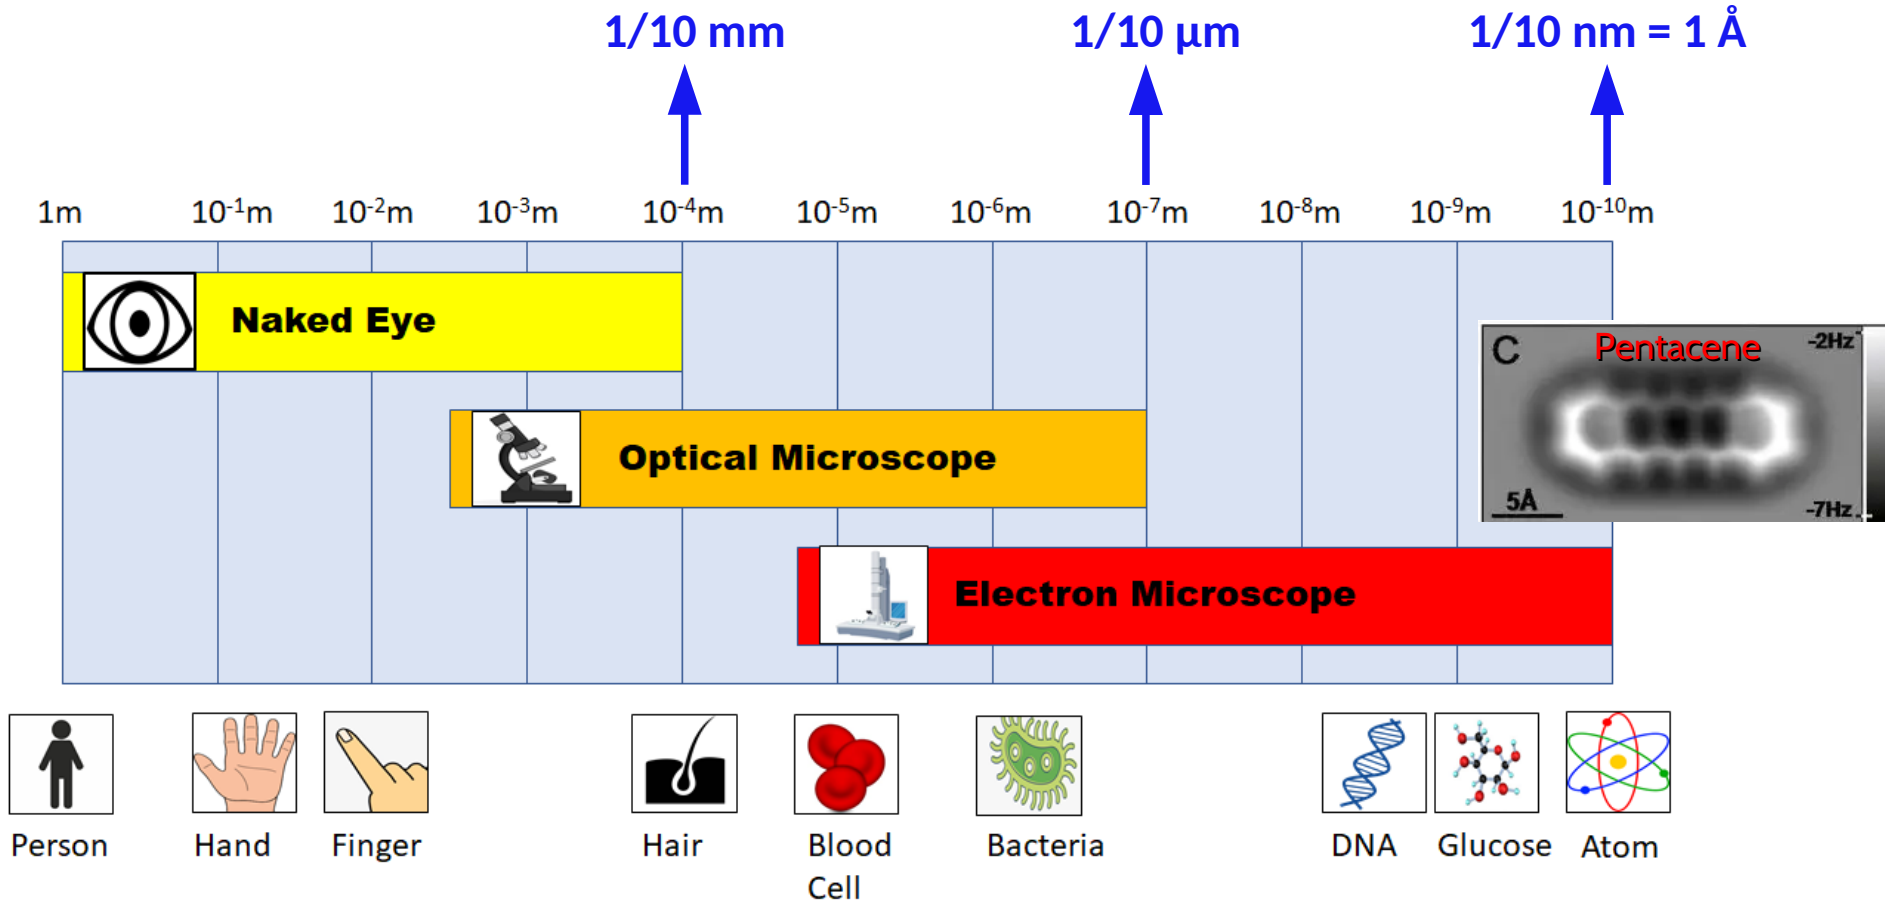 1/10 mm
1/10 µm
1/10 nm = 1 Å
1m
10⁻¹m
10⁻²m
10⁻³m
10⁻⁴m
10⁻⁵m
10⁻⁶m
10⁻⁷m
10⁻⁸m
10⁻⁹m
10⁻¹⁰m
Naked Eye
C
Pentacene
-2Hz
Optical Microscope
5Å
-7Hz
Electron Microscope
Person
Hand
Finger
Hair
Blood
Cell
Bacteria
DNA
Glucose
Atom